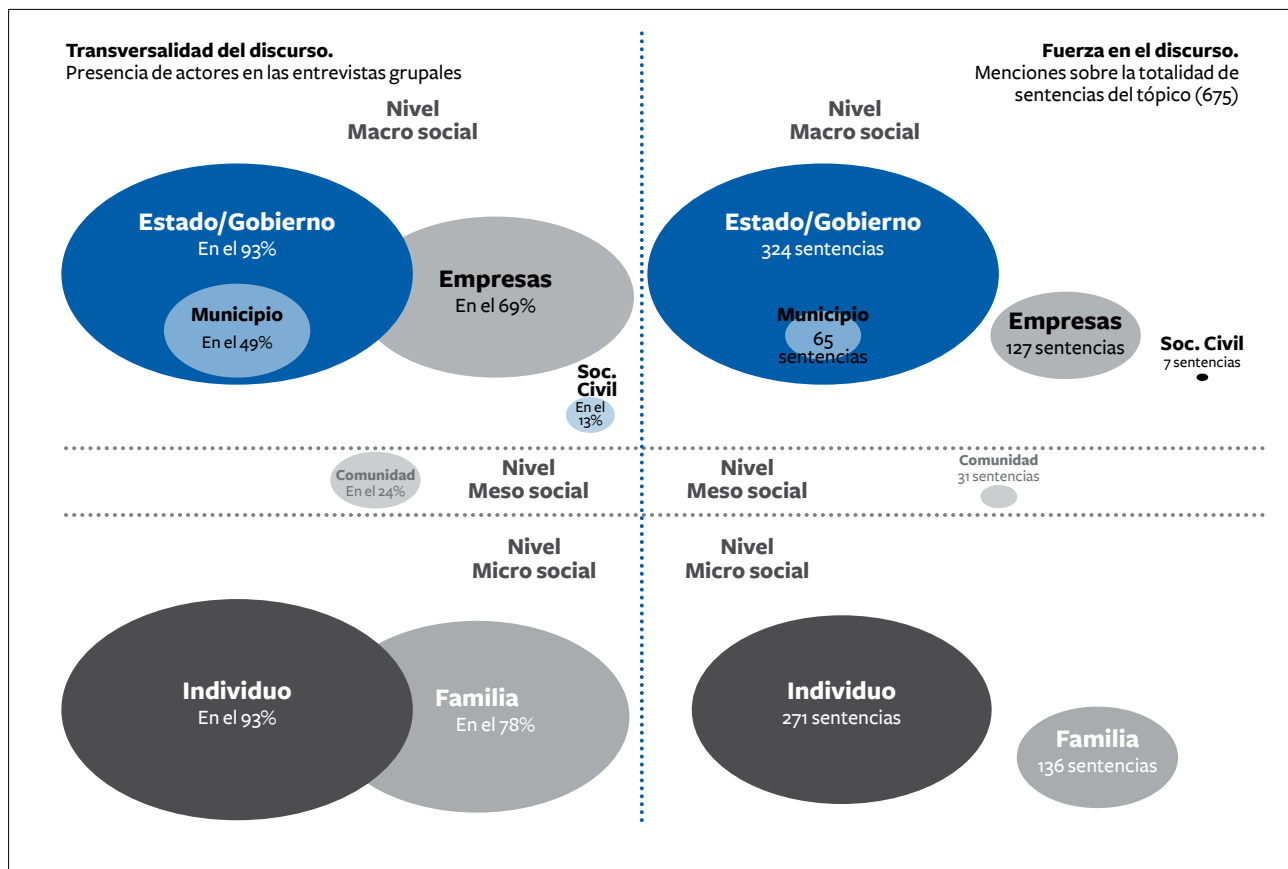 Transversalidad del discurso.
Presencia de actores en las entrevistas grupales
Nivel
Macro social
Estado/Gobierno
En el 93%
Municipio
En el 49%
Empresas
En el 69%
Soc.
Civil
En el
13%
Comunidad
En el 24%
Nivel
Meso social
Nivel
Micro social
Individuo
En el 93%
Familia
En el 78%
Fuerza en el discurso.
Menciones sobre la totalidad de
sentencias del tópico (675)
Nivel
Macro social
Estado/Gobierno
324 sentencias
Municipio
65
sentencias
Empresas
127 sentencias
Soc. Civil
7 sentencias
Nivel
Meso social
Comunidad
31 sentencias
Nivel
Micro social
Individuo
271 sentencias
Familia
136 sentencias